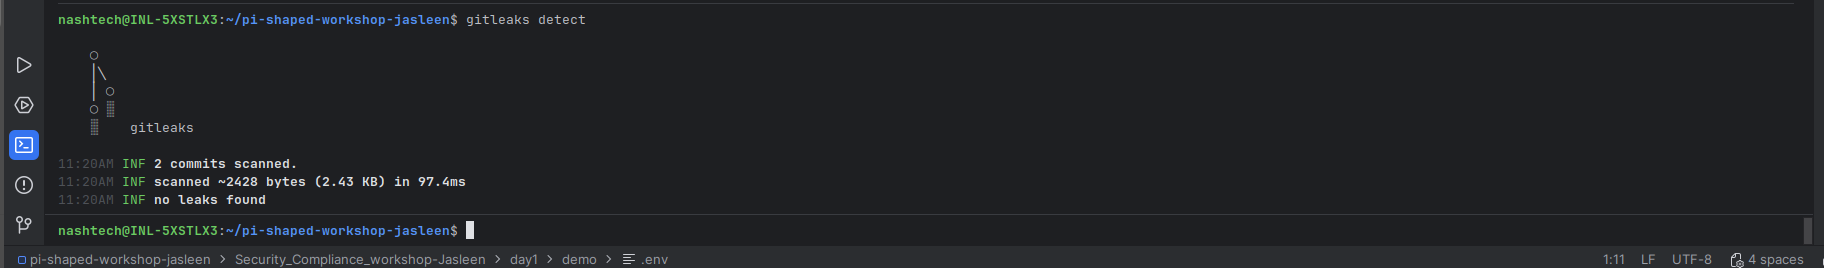 nashtech@INL-5XSTLX3:~/pi-shaped-workshop-jasleen$ gitleaks detect
○
│╲
│ ○
○ ░
░    gitleaks
11:20AM INF 2 commits scanned.
11:20AM INF scanned ~2428 bytes (2.43 KB) in 97.4ms
11:20AM INF no leaks found
nashtech@INL-5XSTLX3:~/pi-shaped-workshop-jasleen$
pi-shaped-workshop-jasleen > Security_Compliance_workshop-Jasleen > day1 > demo > .env 1:11 LF UTF-8 4 spaces